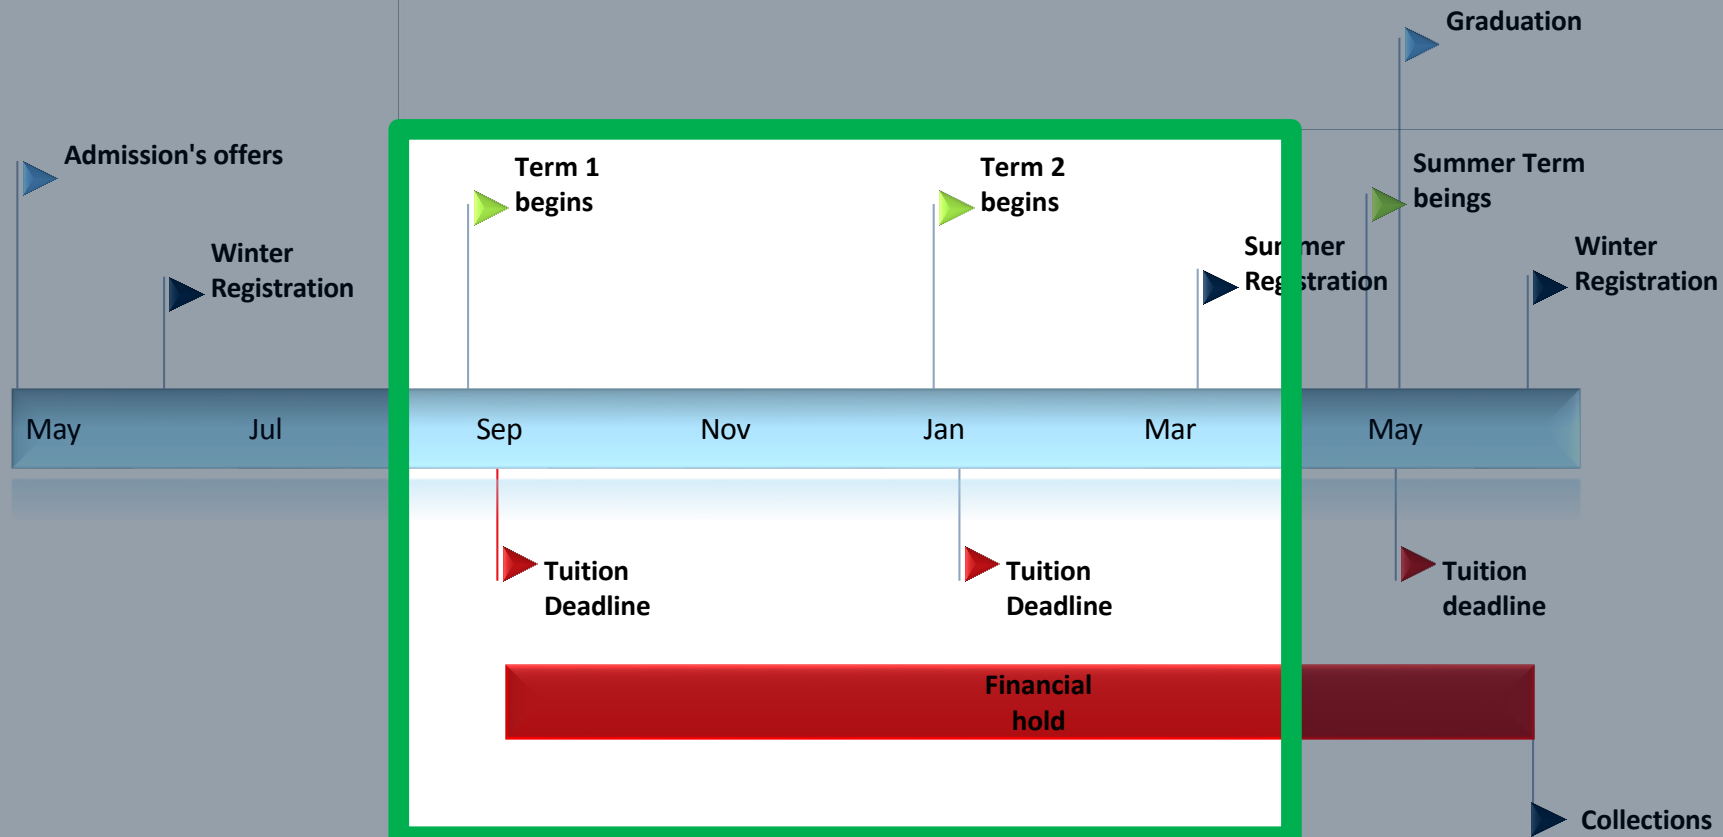 Graduation
Admission's offers
Term 1
begins
Term 2
begins
Summer Term
beings
Winter
Registration
Summer
Registration
Winter
Registration
May
Jul
Sep
Nov
Jan
Mar
May
Tuition
Deadline
Tuition
Deadline
Tuition
deadline
Financial
hold
Collections